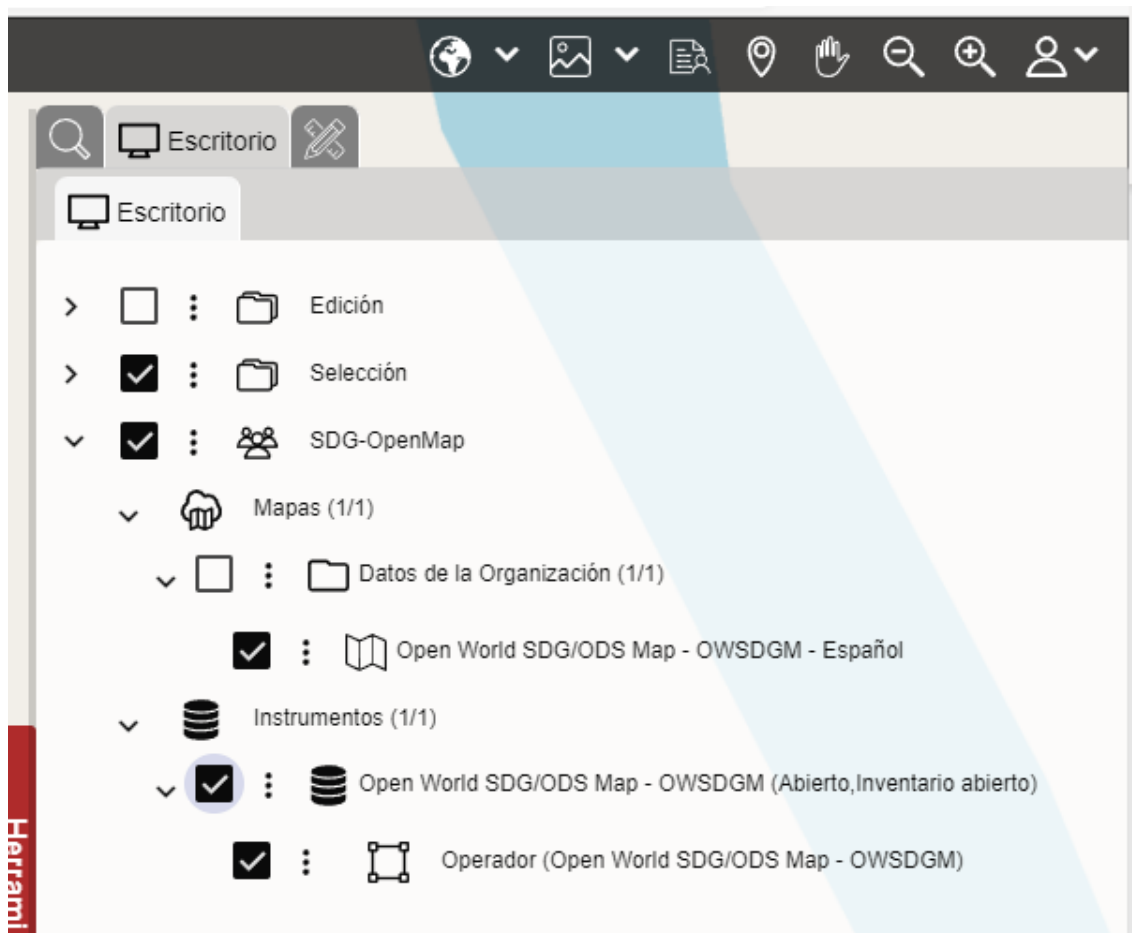 Escritorio
Escritorio
Edición
Selección
SDG-OpenMap
Mapas (1/1)
Datos de la Organización (1/1)
Open World SDG/ODS Map - OWSDGM - Español
Instrumentos (1/1)
Open World SDG/ODS Map - OWSDGM (Abierto,Inventario abierto)
Operador (Open World SDG/ODS Map - OWSDGM)
Herrami